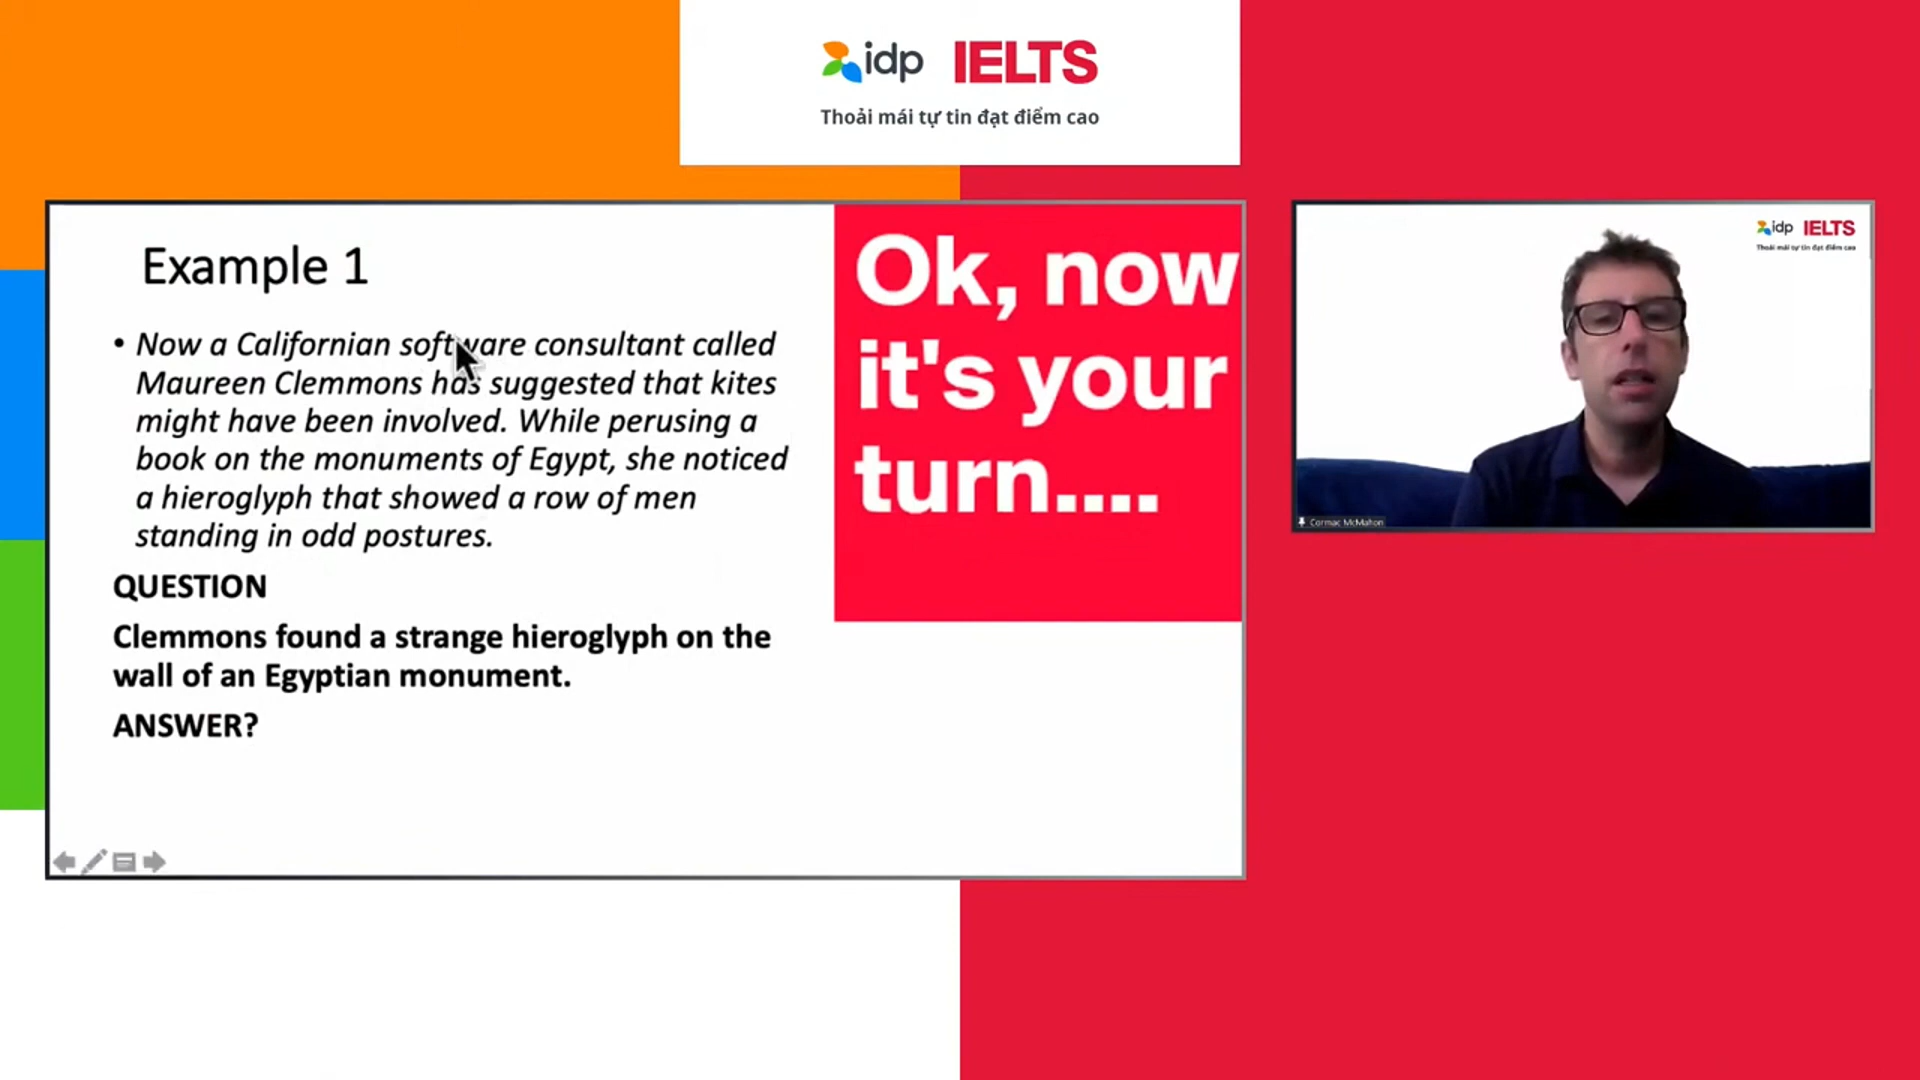 idp IELTS
Thoải mái tự tin đạt điểm cao
Example 1
• Now a Californian software consultant called
Maureen Clemmons has suggested that kites
might have been involved. While perusing a
book on the monuments of Egypt, she noticed
a hieroglyph that showed a row of men
standing in odd postures.
QUESTION
Clemmons found a strange hieroglyph on the
wall of an Egyptian monument.
ANSWER?
Ok, now
it's your
turn....
idp IELTS
Thoải mái tự tin đạt điểm cao
Cormac McMahon